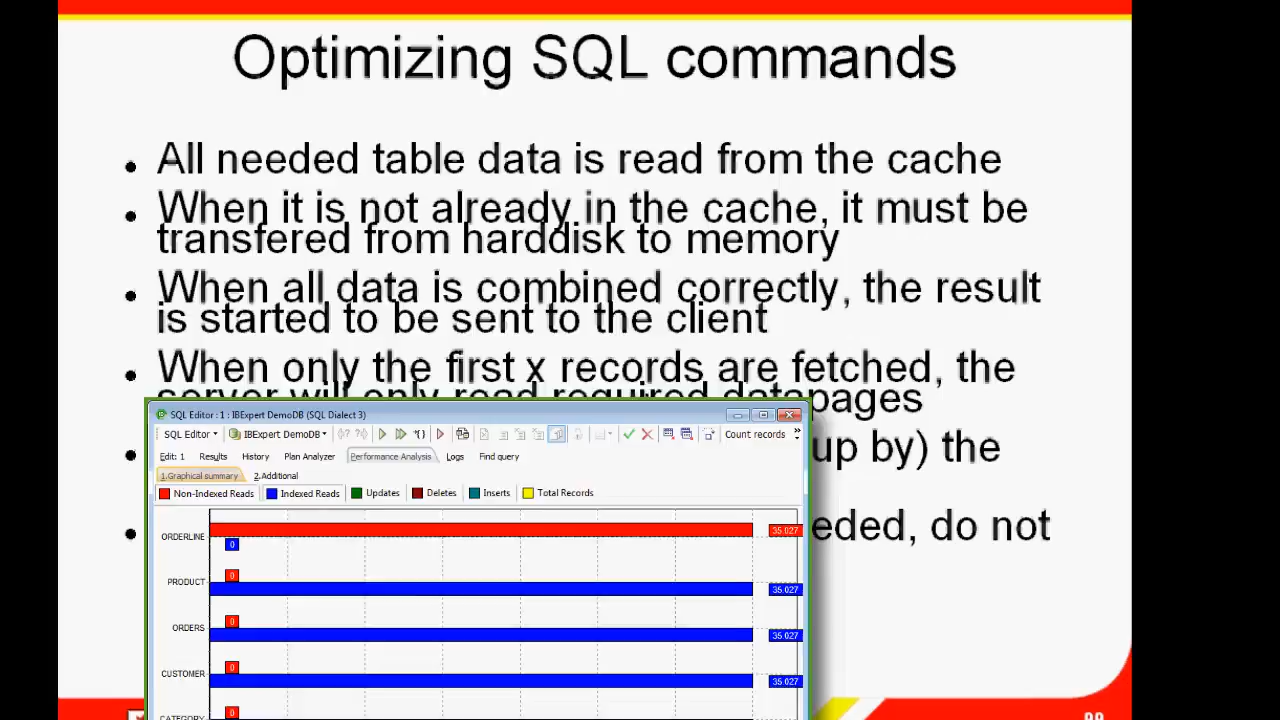 Optimizing SQL commands
All needed table data is read from the cache
When it is not already in the cache, it must be
transfered from harddisk to memory
When all data is combined correctly, the result
is started to be sent to the client
When only the first x records are fetched, the
server will only read required datapages
up by) the
eded, do not
SQL Editor : 1 : IBExpert DemoDB (SQL Dialect 3)
SQL Editor IBExpert DemoDB Count records
Edit: 1 Results History Plan Analyzer Performance Analysis Logs Find query
1.Graphical summary 2.Additional
Non-Indexed Reads Indexed Reads Updates Deletes Inserts Total Records
ORDERLINE 35.027
0
PRODUCT 0
35.027
ORDERS 0
35.027
CUSTOMER 0
35.027
CATEGORY 0